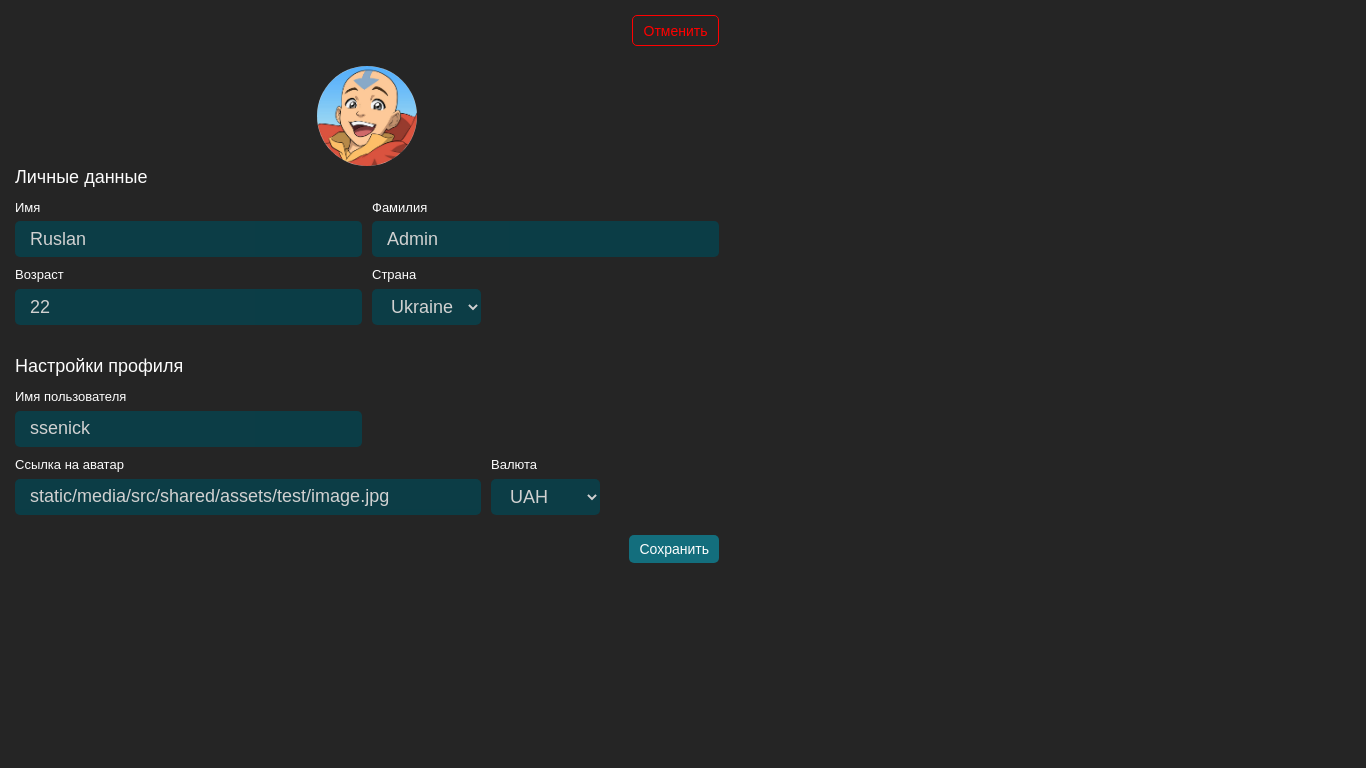 Отменить
Личные данные
Имя
Фамилия
Ruslan
Admin
Возраст
Страна
22
Ukraine
Настройки профиля
Имя пользователя
ssenick
Ссылка на аватар
Валюта
static/media/src/shared/assets/test/image.jpg
UAH
Сохранить